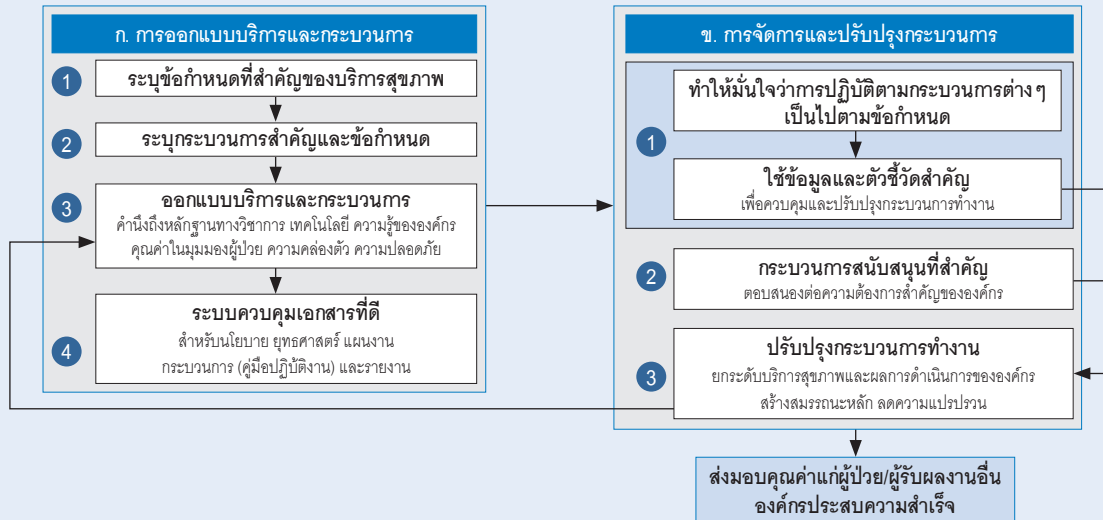 ก. การออกแบบบริการและกระบวนการ
1
ระบุข้อกำหนดที่สำคัญของบริการสุขภาพ
2
ระบุกระบวนการสำคัญและข้อกำหนด
3
ออกแบบบริการและกระบวนการ
คำนึงถึงหลักฐานทางวิชาการ เทคโนโลยี ความรู้ขององค์กร
คุณค่าในมุมมองผู้ป่วย ความคล่องตัว ความปลอดภัย
4
ระบบควบคุมเอกสารที่ดี
สำหรับนโยบาย ยุทธศาสตร์ แผนงาน
กระบวนการ (คู่มือปฏิบัติงาน) และรายงาน
ข. การจัดการและปรับปรุงกระบวนการ
1
ทำให้มั่นใจว่าการปฏิบัติตามกระบวนการต่างๆ
เป็นไปตามข้อกำหนด
ใช้ข้อมูลและตัวชี้วัดสำคัญ
เพื่อควบคุมและปรับปรุงกระบวนการทำงาน
2
กระบวนการสนับสนุนที่สำคัญ
ตอบสนองต่อความต้องการสำคัญขององค์กร
3
ปรับปรุงกระบวนการทำงาน
ยกระดับบริการสุขภาพและผลการดำเนินการขององค์กร
สร้างสมรรถนะหลัก ลดความแปรปรวน
ส่งมอบคุณค่าแก่ผู้ป่วย/ผู้รับผลงานอื่น
องค์กรประสบความสำเร็จ